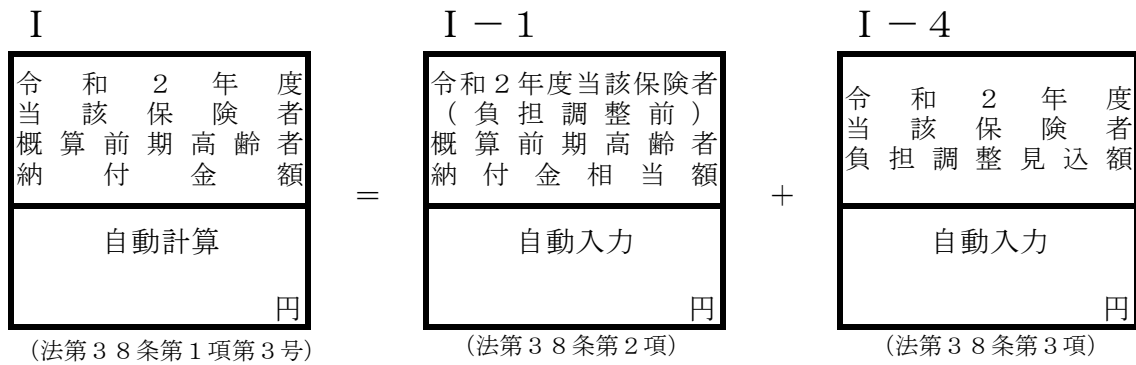 Ⅰ
令和2年度
当該保険者
概算前期高齢者
納付金額
自動計算
円
(法第38条第1項第3号)
=
Ⅰ-1
令和2年度当該保険者
(負担調整前)
概算前期高齢者
納付金相当額
自動入力
円
(法第38条第2項)
+
Ⅰ-4
令和2年度
当該保険者
負担調整見込額
自動入力
円
(法第38条第3項)